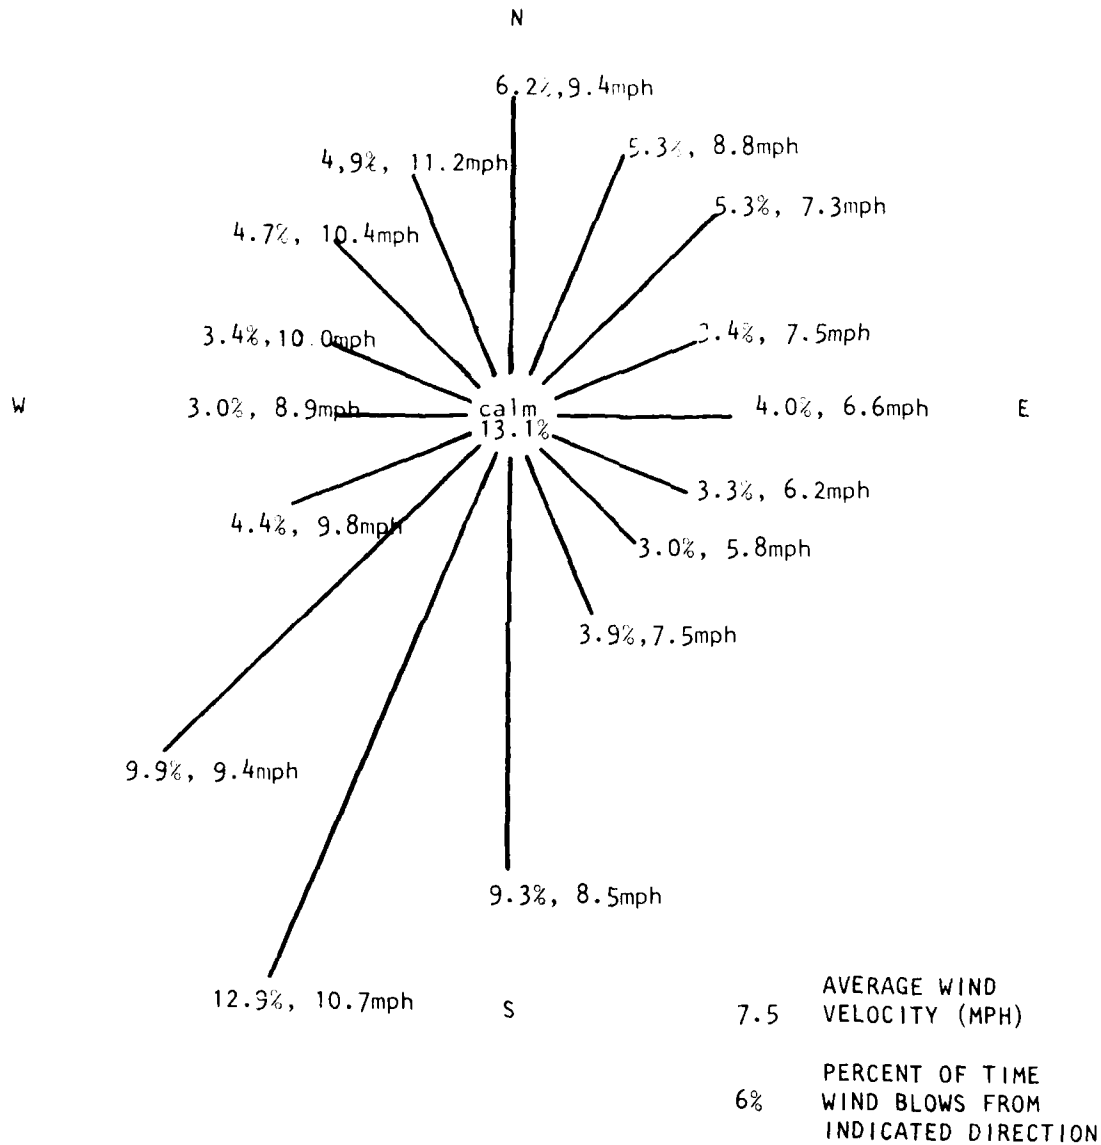 N
6.2%,9.4mph
5.3%, 8.8mph
4,9%, 11.2mph
5.3%, 7.3mph
4.7%, 10.4mph
3.4%, 7.5mph
3.4%,10.0mph
W
3.0%, 8.9mph
calm
13.1%
4.0%, 6.6mph
E
3.3%, 6.2mph
4.4%, 9.8mph
3.0%, 5.8mph
3.9%,7.5mph
9.9%, 9.4mph
9.3%, 8.5mph
12.9%, 10.7mph
S
7.5 AVERAGE WIND
VELOCITY (MPH)
6% PERCENT OF TIME
WIND BLOWS FROM
INDICATED DIRECTION